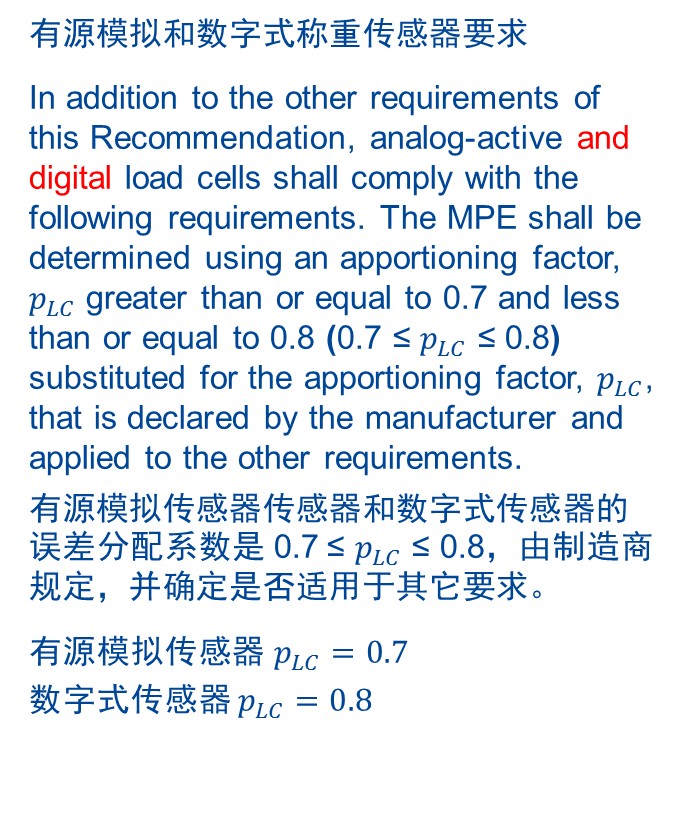 有源模拟和数字式称重传感器要求
In addition to the other requirements of
this Recommendation, analog-active and
digital load cells shall comply with the
following requirements. The MPE shall be
determined using an apportioning factor,
p_{LC} greater than or equal to 0.7 and less
than or equal to 0.8 (0.7 ≤ p_{LC} ≤ 0.8)
substituted for the apportioning factor, p_{LC},
that is declared by the manufacturer and
applied to the other requirements.
有源模拟传感器传感器和数字式传感器的
误差分配系数是 0.7 ≤ p_{LC} ≤ 0.8，由制造商
规定，并确定是否适用于其它要求。
有源模拟传感器 p_{LC} = 0.7
数字式传感器 p_{LC} = 0.8